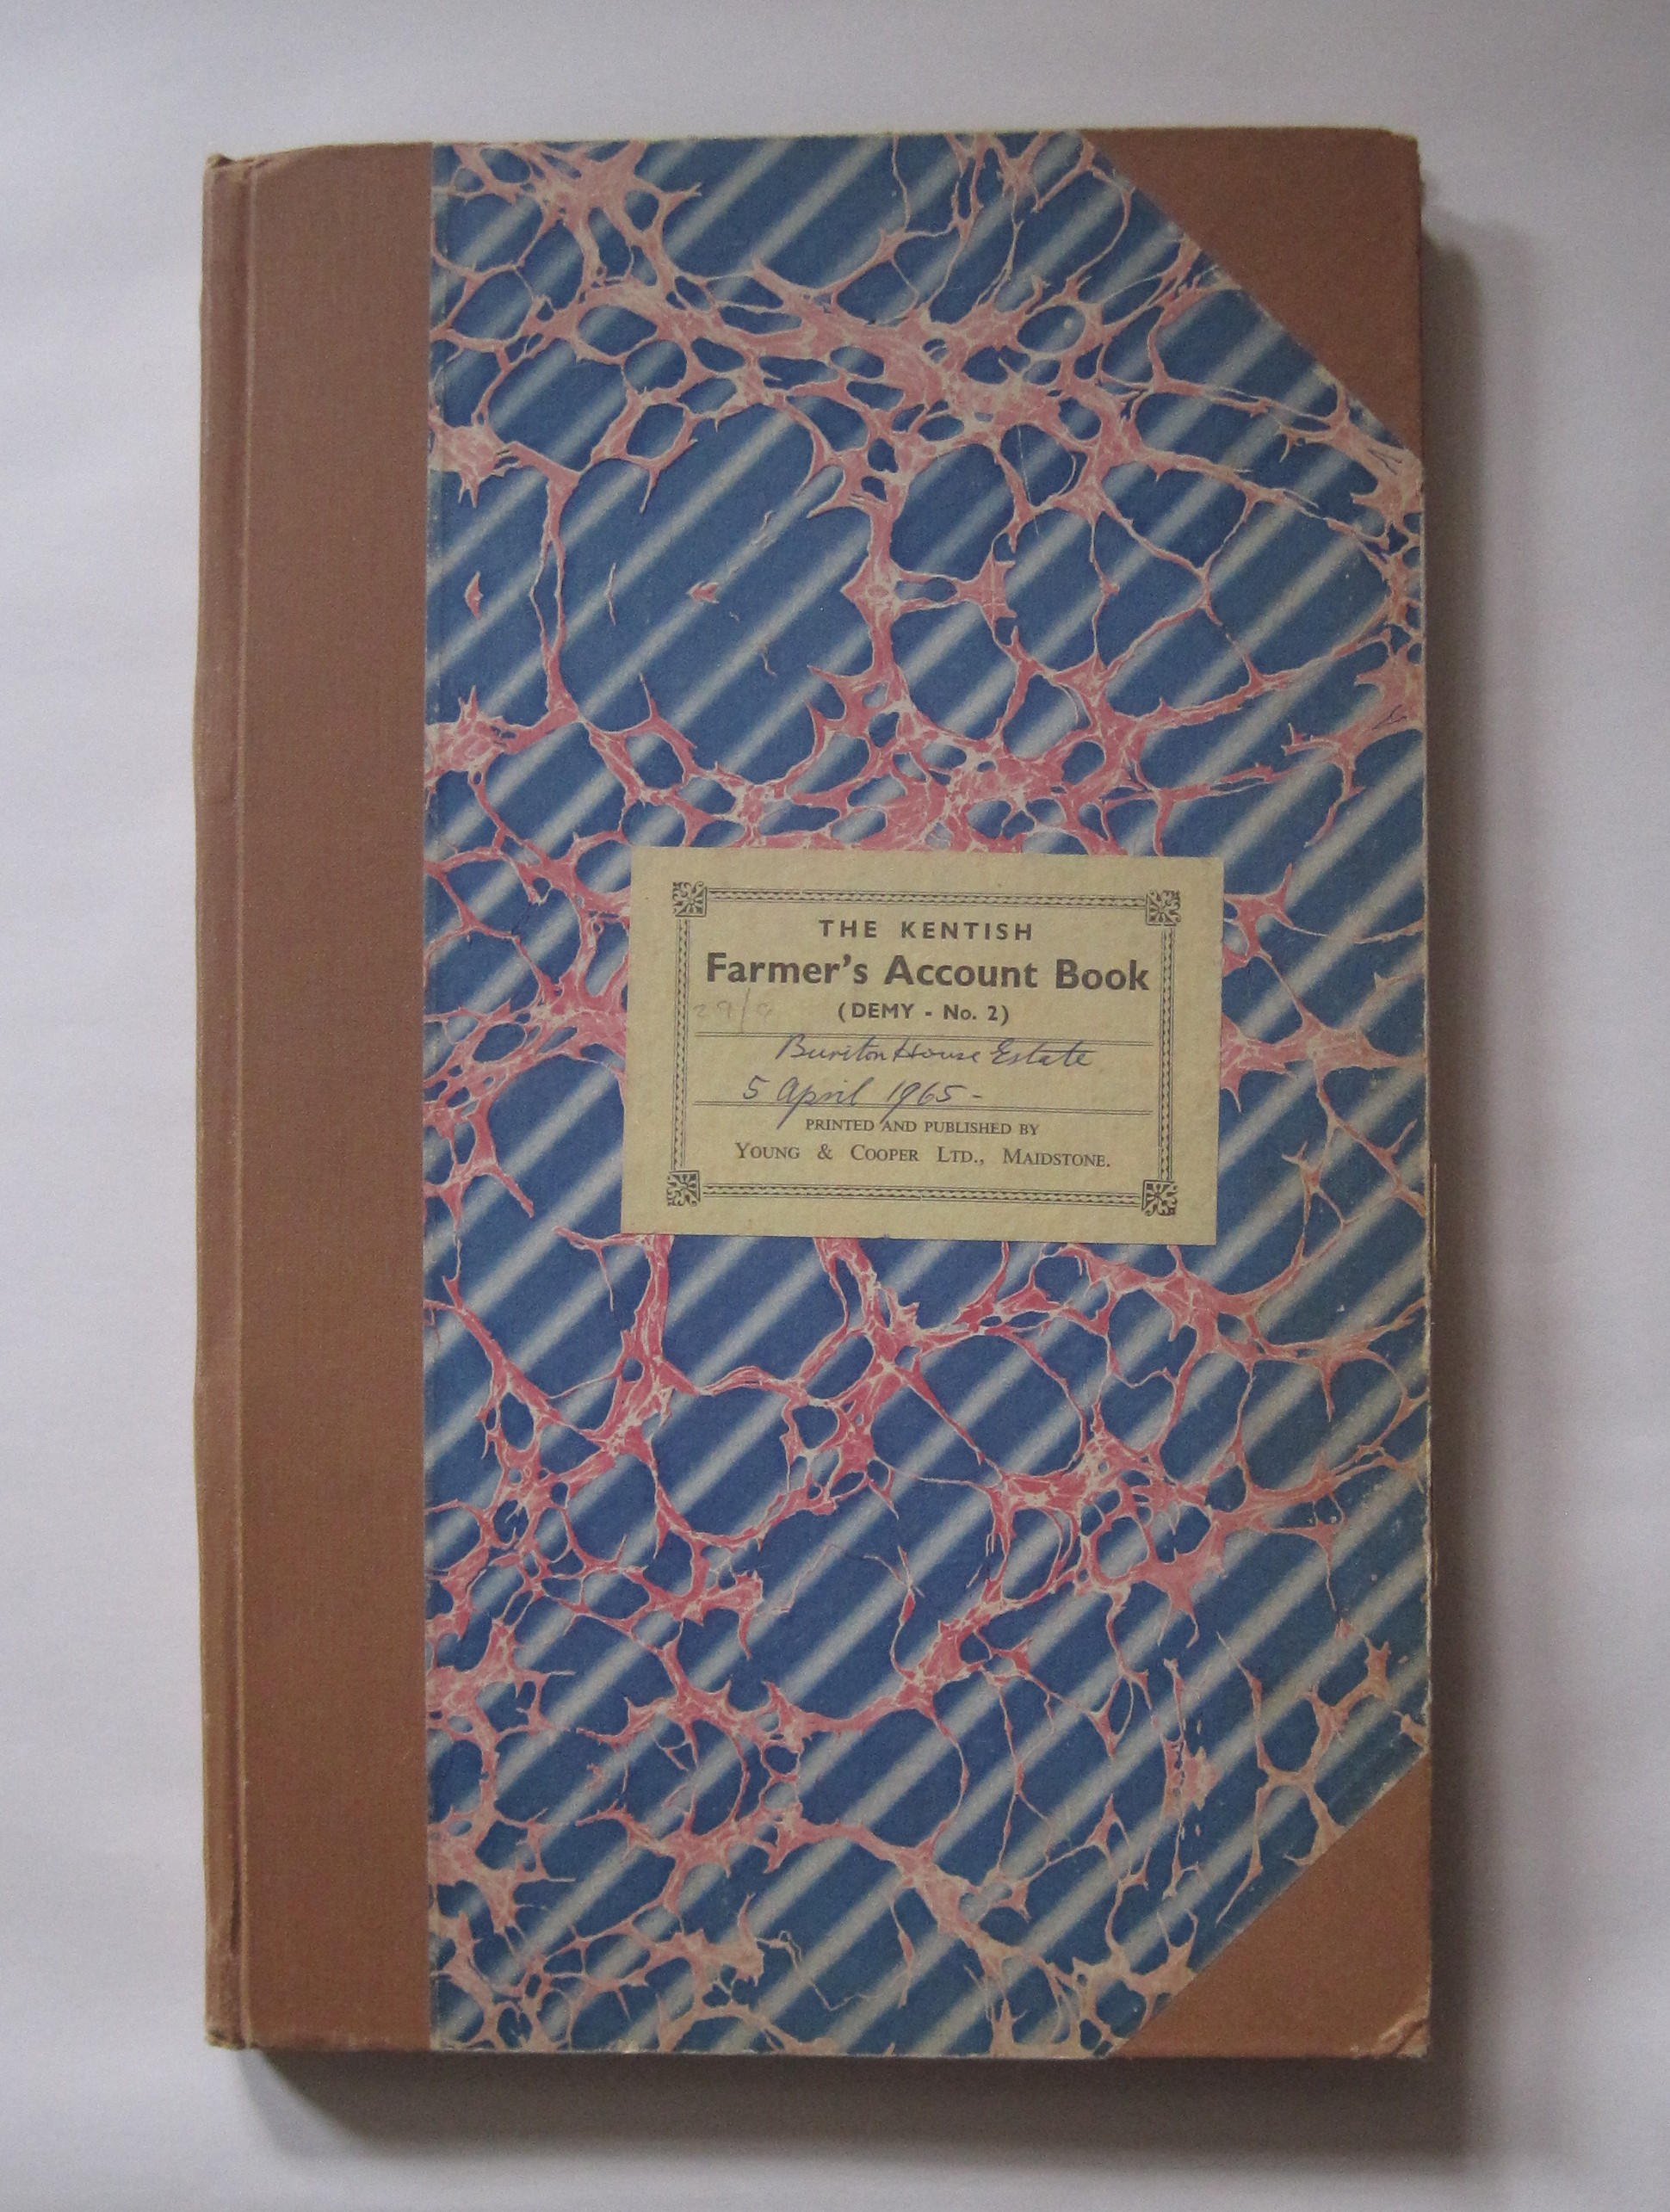 THE KENTISH
Farmer's Account Book
(DEMY - No. 2)
Buriton House Estate
5 April 1965 -
PRINTED AND PUBLISHED BY
YOUNG & COOPER LTD., MAIDSTONE.